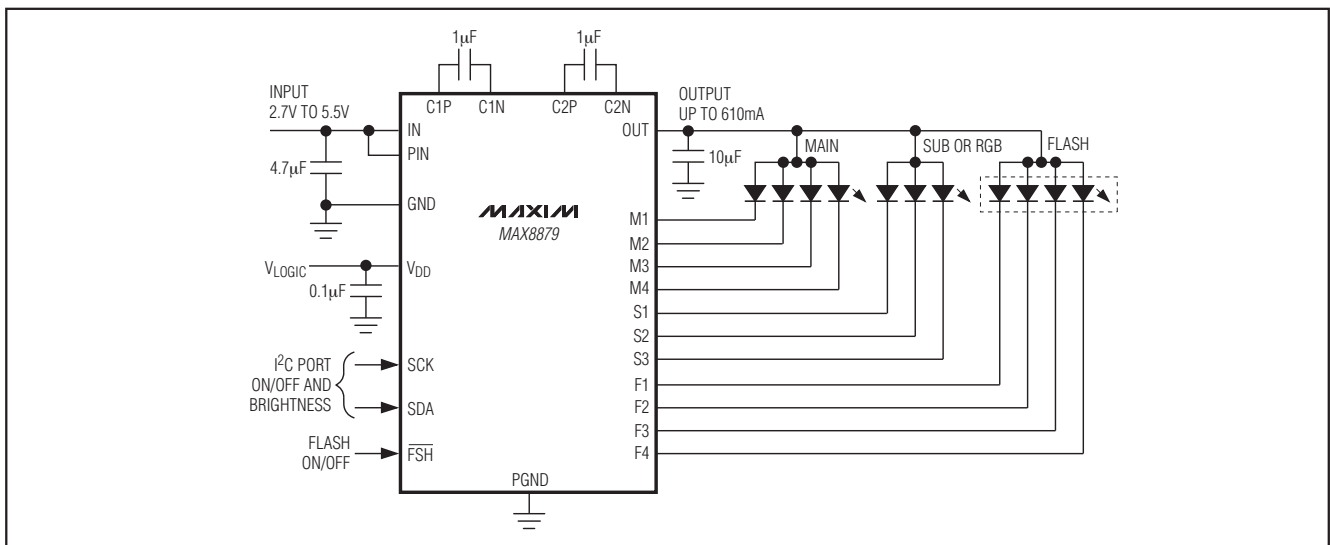 1μF
1μF
INPUT
2.7V TO 5.5V
C1P
C1N
C2P
C2N
OUTPUT
UP TO 610mA
IN
OUT
PIN
4.7μF
10μF
MAIN
SUB OR RGB
FLASH
GND
MAXIM
MAX8879
M1
M2
M3
M4
VLOGIC
VDD
0.1μF
S1
S2
S3
I2C PORT
ON/OFF AND
BRIGHTNESS
SCK
SDA
F1
F2
F3
F4
FLASH
ON/OFF
FSH
PGND